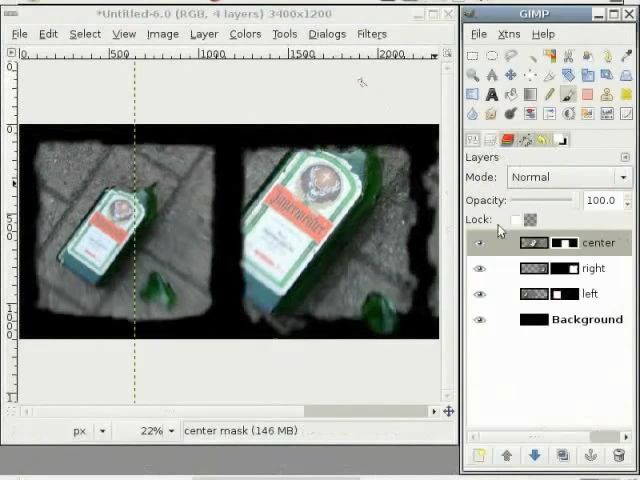 *Untitled-6.0 (RGB, 4 layers) 3400x1200
File Edit Select View Image Layer Colors Tools Dialogs Filters
0 500 1000 1500 2000
Jägermeister
px 22% center mask (146 MB)
GIMP
File Xtns Help
Layers
Mode: Normal
Opacity: 100.0
Lock:
center
right
left
Background